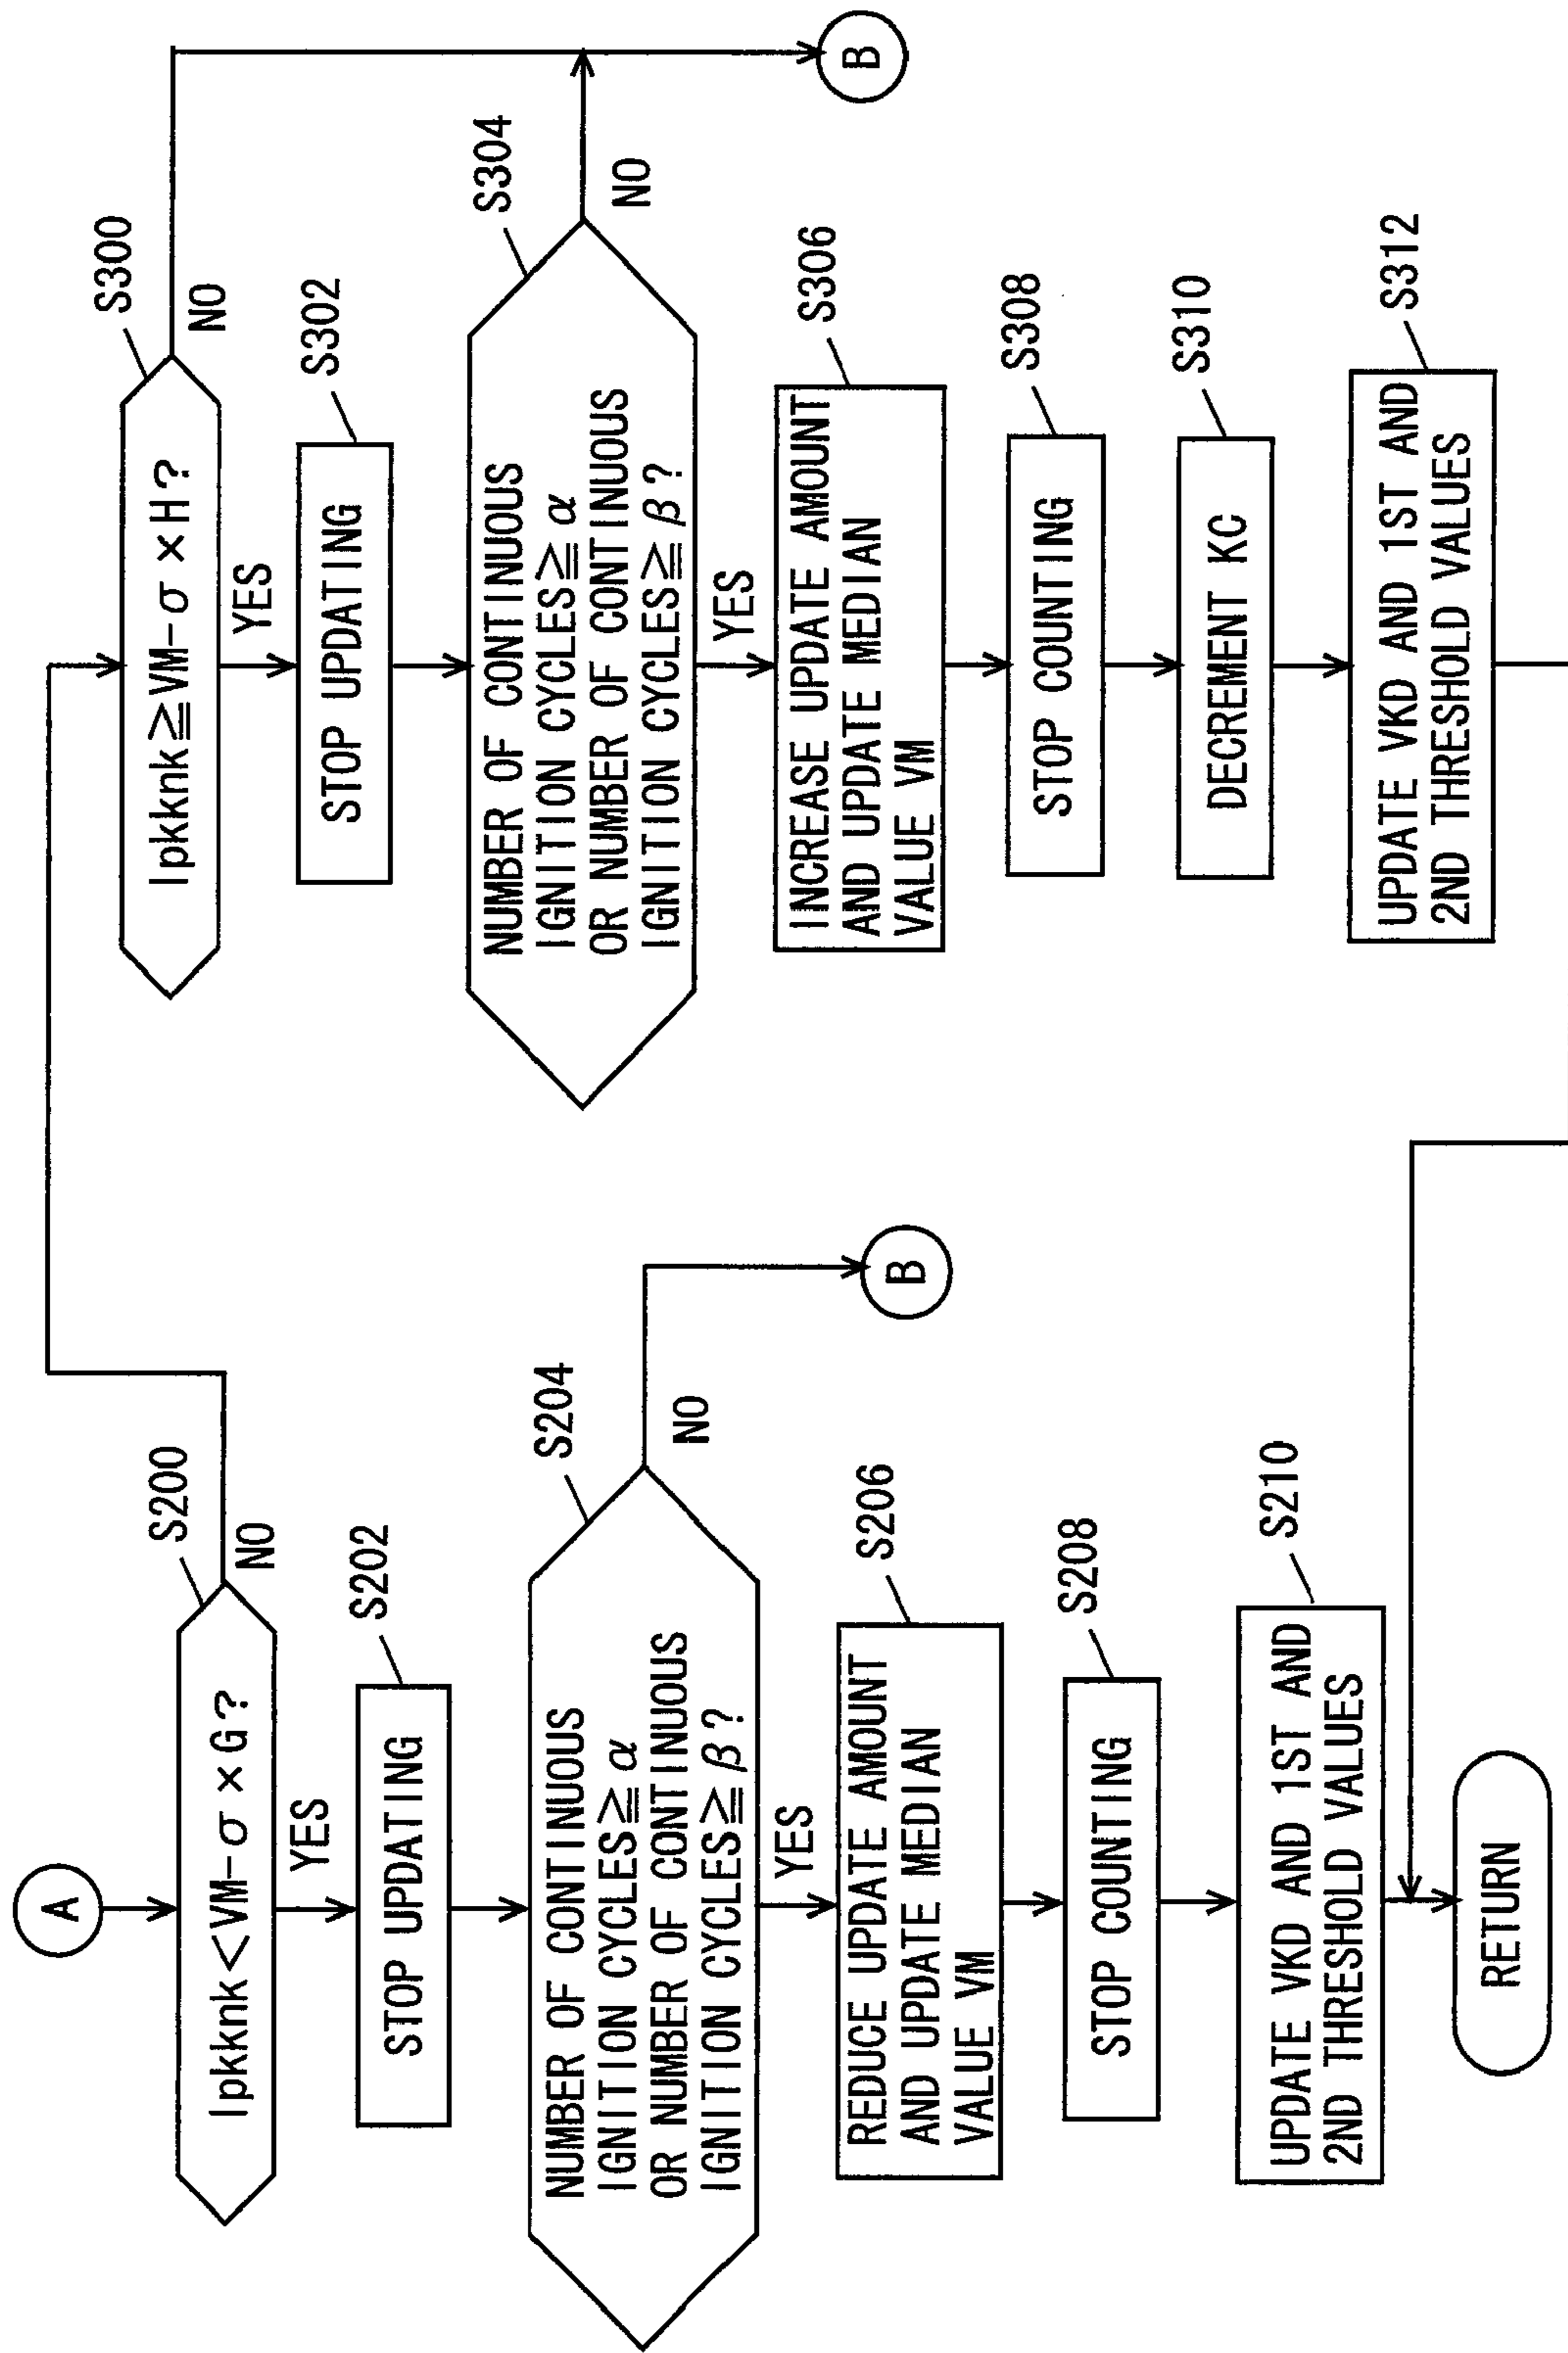 A
S200
lpkknk<VM-σ×G?
NO
YES
S202
STOP UPDATING
S204
NUMBER OF CONTINUOUS
IGNITION CYCLES≧α
OR NUMBER OF CONTINUOUS
IGNITION CYCLES≧β?
NO
B
YES
S206
REDUCE UPDATE AMOUNT
AND UPDATE MEDIAN
VALUE VM
S208
STOP COUNTING
S210
UPDATE VKD AND 1ST AND
2ND THRESHOLD VALUES
RETURN
S300
lpkknk≧VM-σ×H?
NO
YES
S302
STOP UPDATING
S304
NUMBER OF CONTINUOUS
IGNITION CYCLES≧α
OR NUMBER OF CONTINUOUS
IGNITION CYCLES≧β?
NO
B
YES
S306
INCREASE UPDATE AMOUNT
AND UPDATE MEDIAN
VALUE VM
S308
STOP COUNTING
S310
DECREMENT KC
S312
UPDATE VKD AND 1ST AND
2ND THRESHOLD VALUES